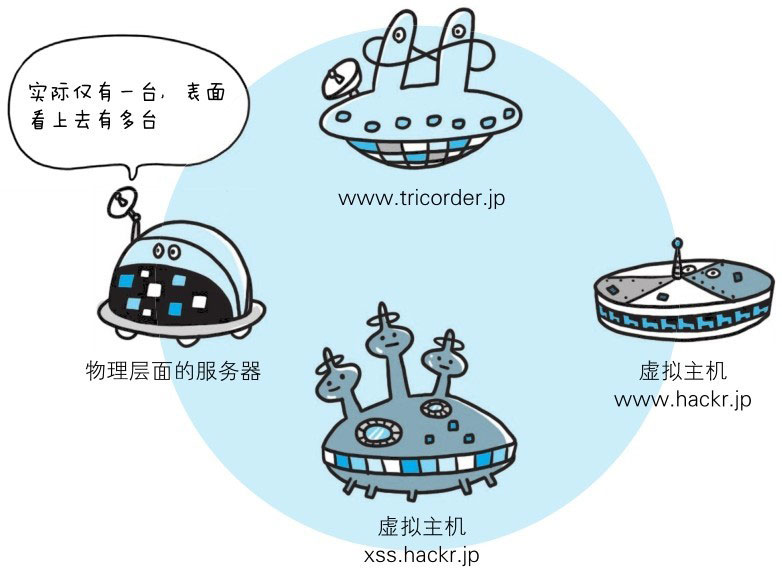 实际仅有一台，表面
看上去有多台
www.tricorder.jp
物理层面的服务器
虚拟主机
www.hackr.jp
虚拟主机
xss.hackr.jp